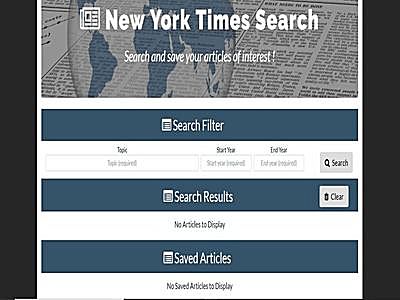 New York Times Search
Search and save your articles of interest !
Search Filter
Topic Start Year End Year
Topic (required) Start year (required) End year (required) Search
Search Results Clear
No Articles to Display
Saved Articles
No Saved Articles to Display